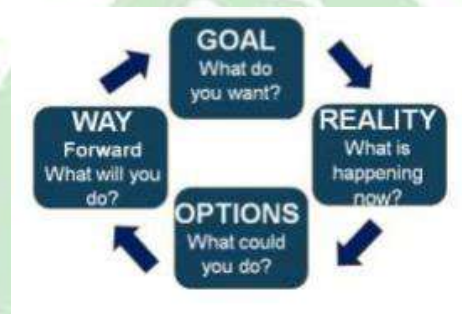 GOAL
What do
you want?
REALITY
What is
happening
now?
OPTIONS
What could
you do?
WAY
Forward
What will you
do?